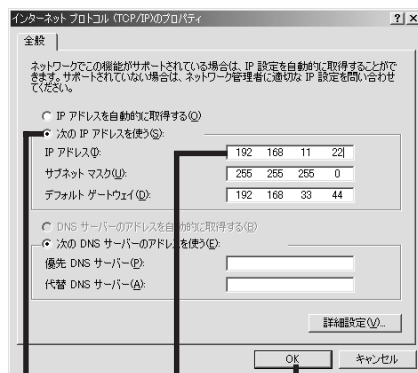 インターネット プロトコル (TCP/IP)のプロパティ
全般
ネットワークでこの機能がサポートされている場合は、IP 設定を自動的に取得することがで
きます。サポートされていない場合は、ネットワーク管理者に適切な IP 設定を問い合わせ
てください。
IP アドレスを自動的に取得する(O)
次の IP アドレスを使う(S):
IP アドレス(I): 192 168 11 22
サブネット マスク(U): 255 255 255 0
デフォルト ゲートウェイ(D): 192 168 33 44
DNS サーバーのアドレスを自動的に取得する(B)
次の DNS サーバーのアドレスを使う(E):
優先 DNS サーバー(P):
代替 DNS サーバー(A):
詳細設定(V)...
OK キャンセル